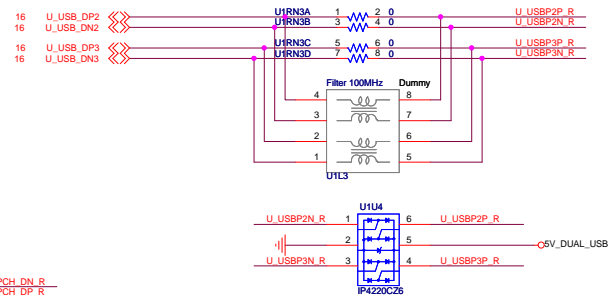 16 U_USB_DP2 U1RN3A 1 2 0 U_USBP2P_R
16 U_USB_DN2 U1RN3B 3 4 0 U_USBP2N_R
16 U_USB_DP3 U1RN3C 5 6 0 U_USBP3P_R
16 U_USB_DN3 U1RN3D 7 8 0 U_USBP3N_R
Filter 100MHz Dummy
4 8
3 7
2 6
1 5
U1L3
U1U4
U_USBP2N_R 1 6 U_USBP2P_R
2 5 5V_DUAL_USB
U_USBP3N_R 3 4 U_USBP3P_R
PCH_DN_R
PCH_DP_R
IP4220CZ6